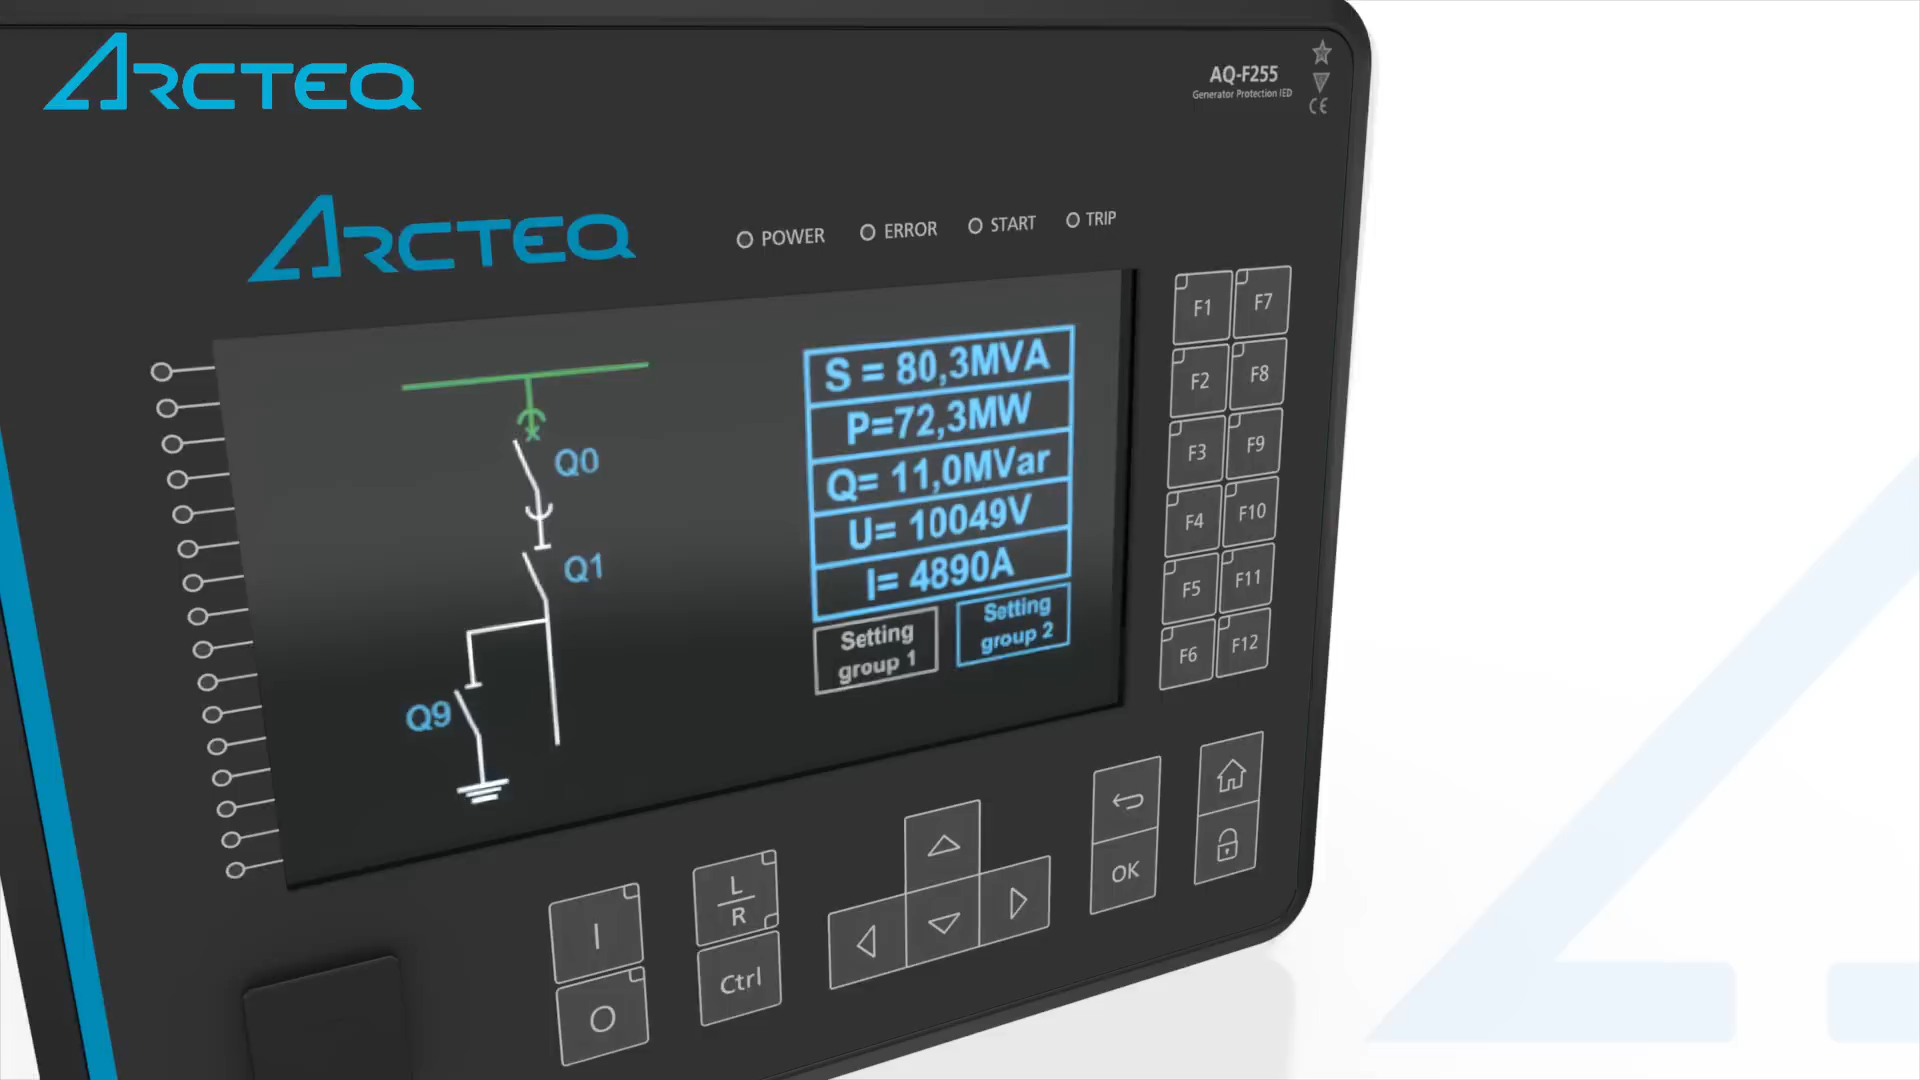 ARCTEQ
AQ-F255
Generator Protection IED
CE
ARCTEQ
POWER
ERROR
START
TRIP
S = 80,3MVA
P=72,3MW
Q= 11,0MVar
U= 10049V
I= 4890A
Setting
group 1
Setting
group 2
Q0
Q1
Q9
F1
F7
F2
F8
F3
F9
F4
F10
F5
F11
F6
F12
I
O
L
R
Ctrl
OK